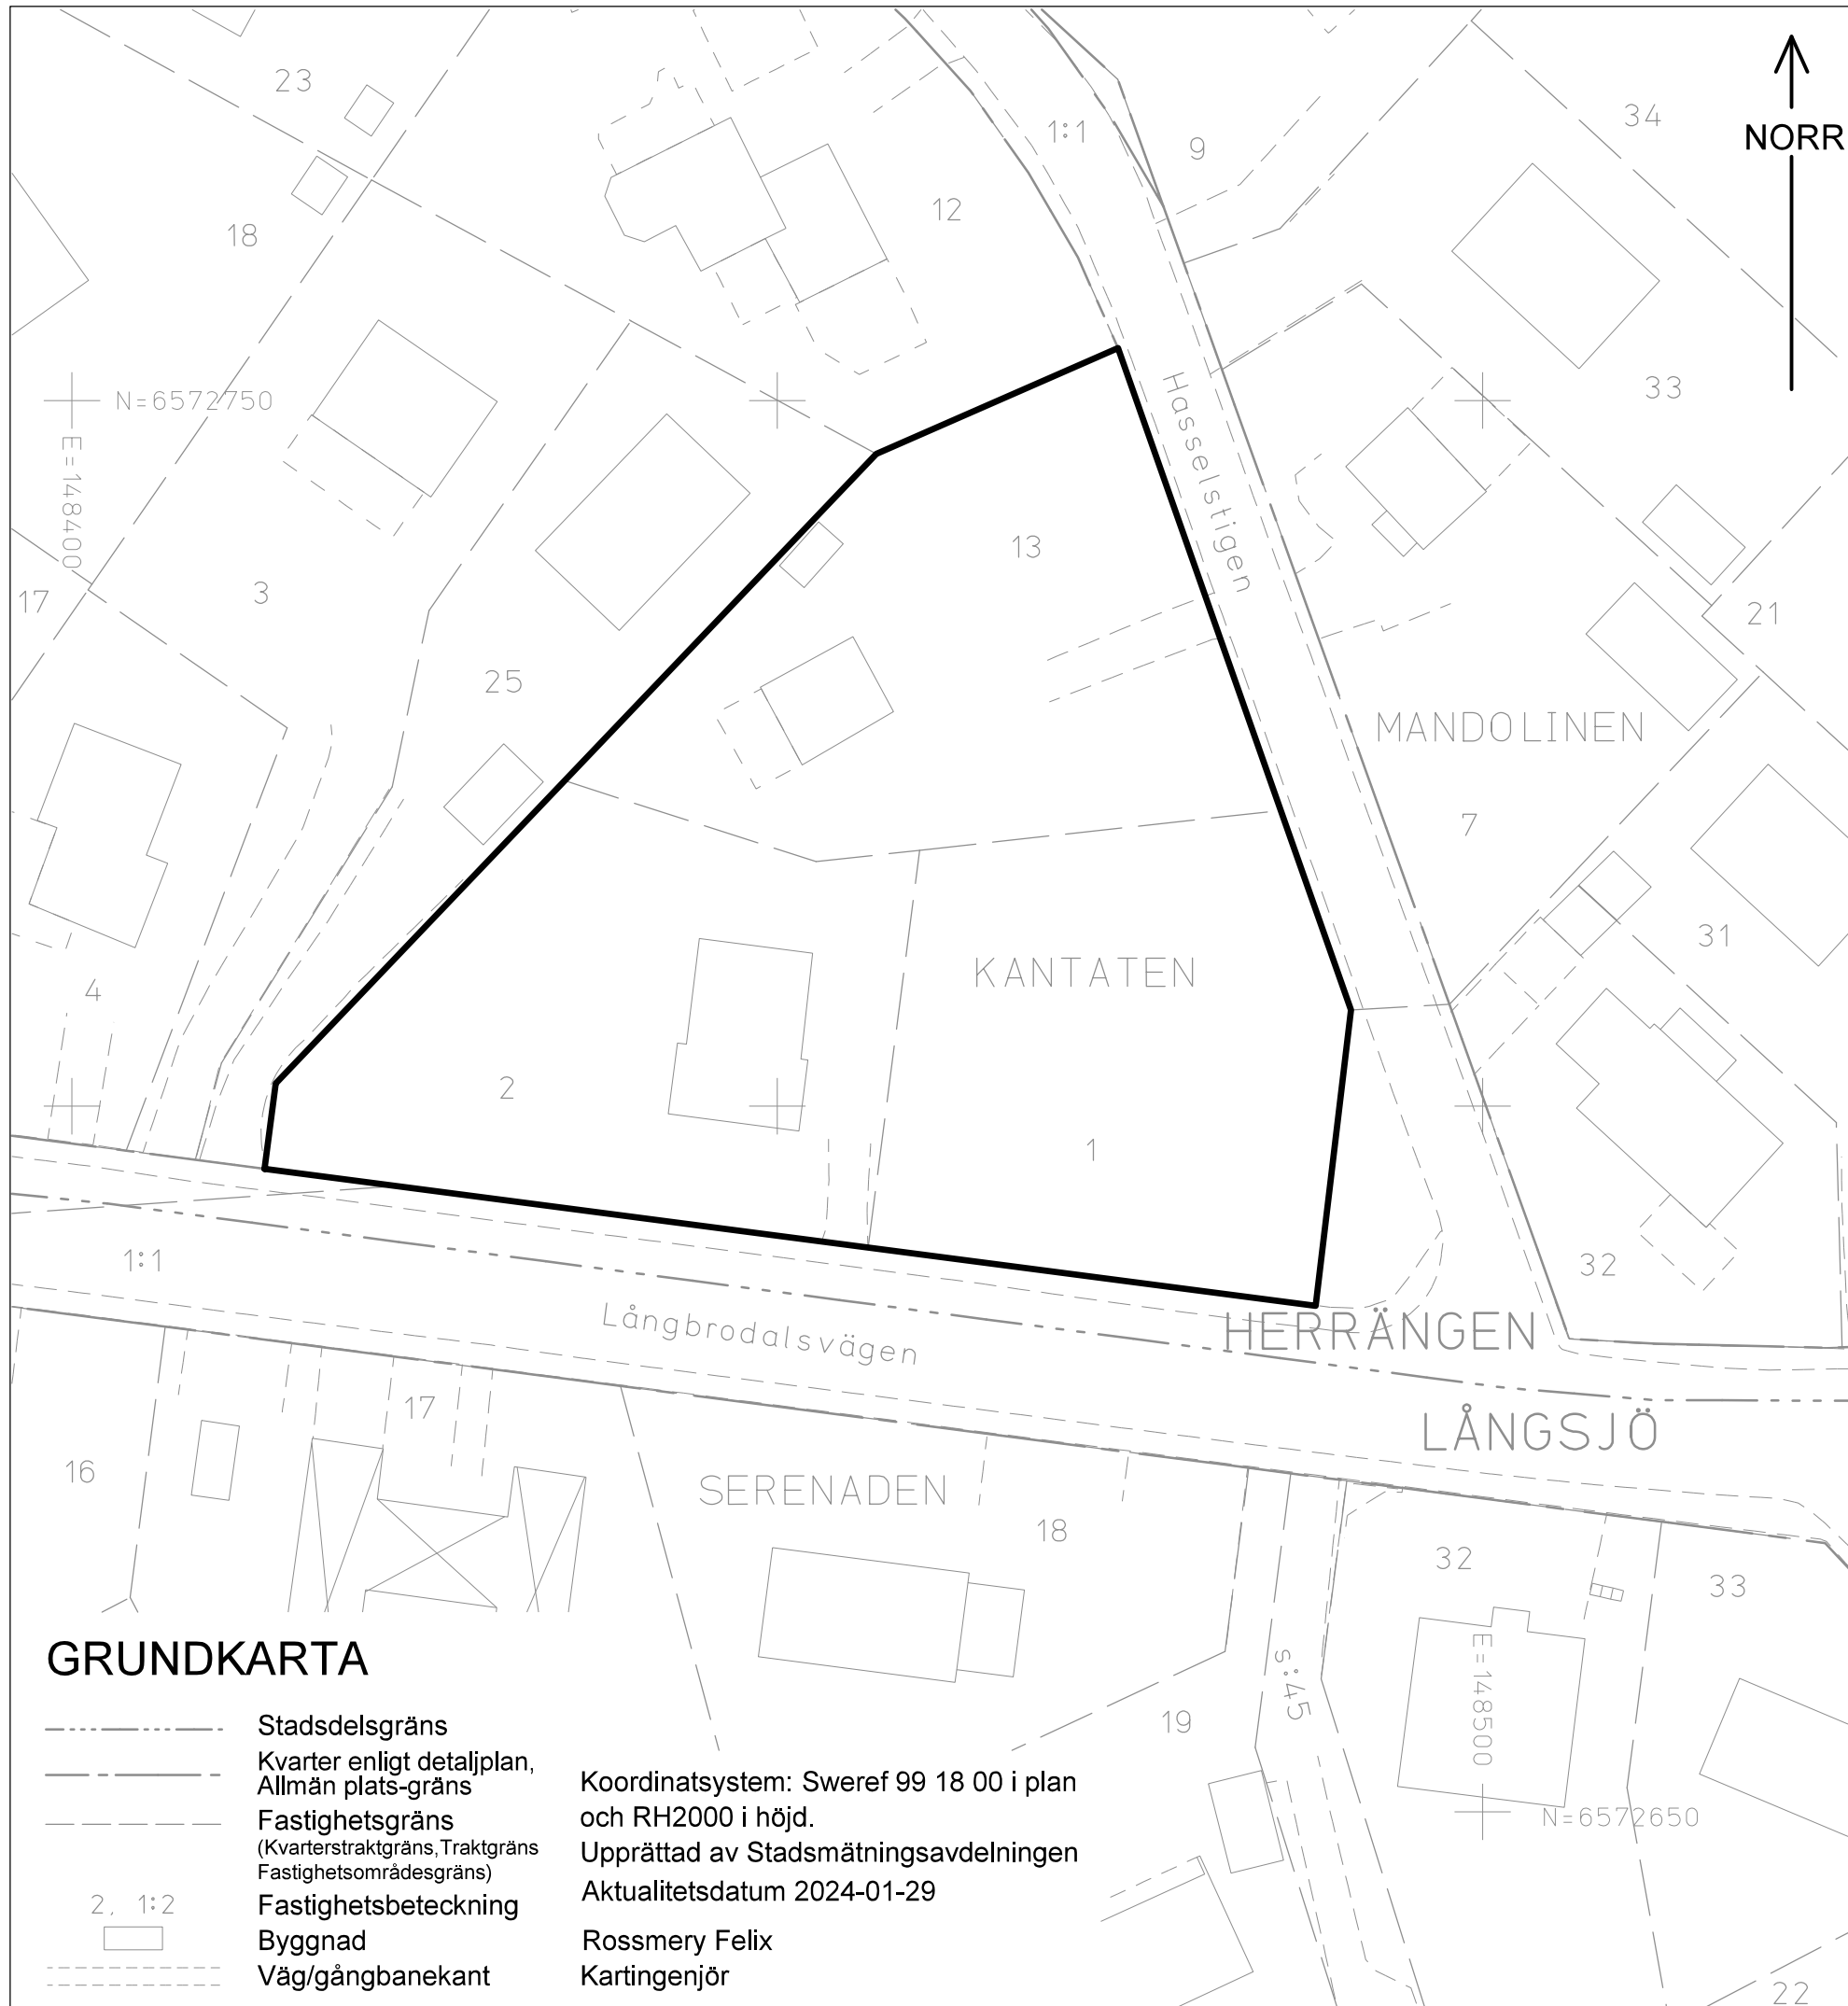 23
1:1
9
34
NORR
18
12
N=6572750
33
E=148400
Hasselstigen
13
17
3
21
25
MANDOLINEN
7
31
KANTATEN
4
2
1
32
1:1
Långbrodalsvägen
HERRÄNGEN
17
LÅNGSJÖ
16
SERENADEN
18
32
33
GRUNDKARTA
s:45
E=148500
19
N=6572650
22
Stadsdelsgräns
Kvarter enligt detaljplan,
Allmän plats-gräns
Fastighetsgräns
(Kvarterstraktgräns,Traktgräns
Fastighetsområdesgräns)
2, 1:2
Fastighetsbeteckning
Byggnad
Väg/gångbanekant
Koordinatsystem: Sweref 99 18 00 i plan
och RH2000 i höjd.
Upprättad av Stadsmätningsavdelningen
Aktualitetsdatum 2024-01-29
Rossmery Felix
Kartingenjör